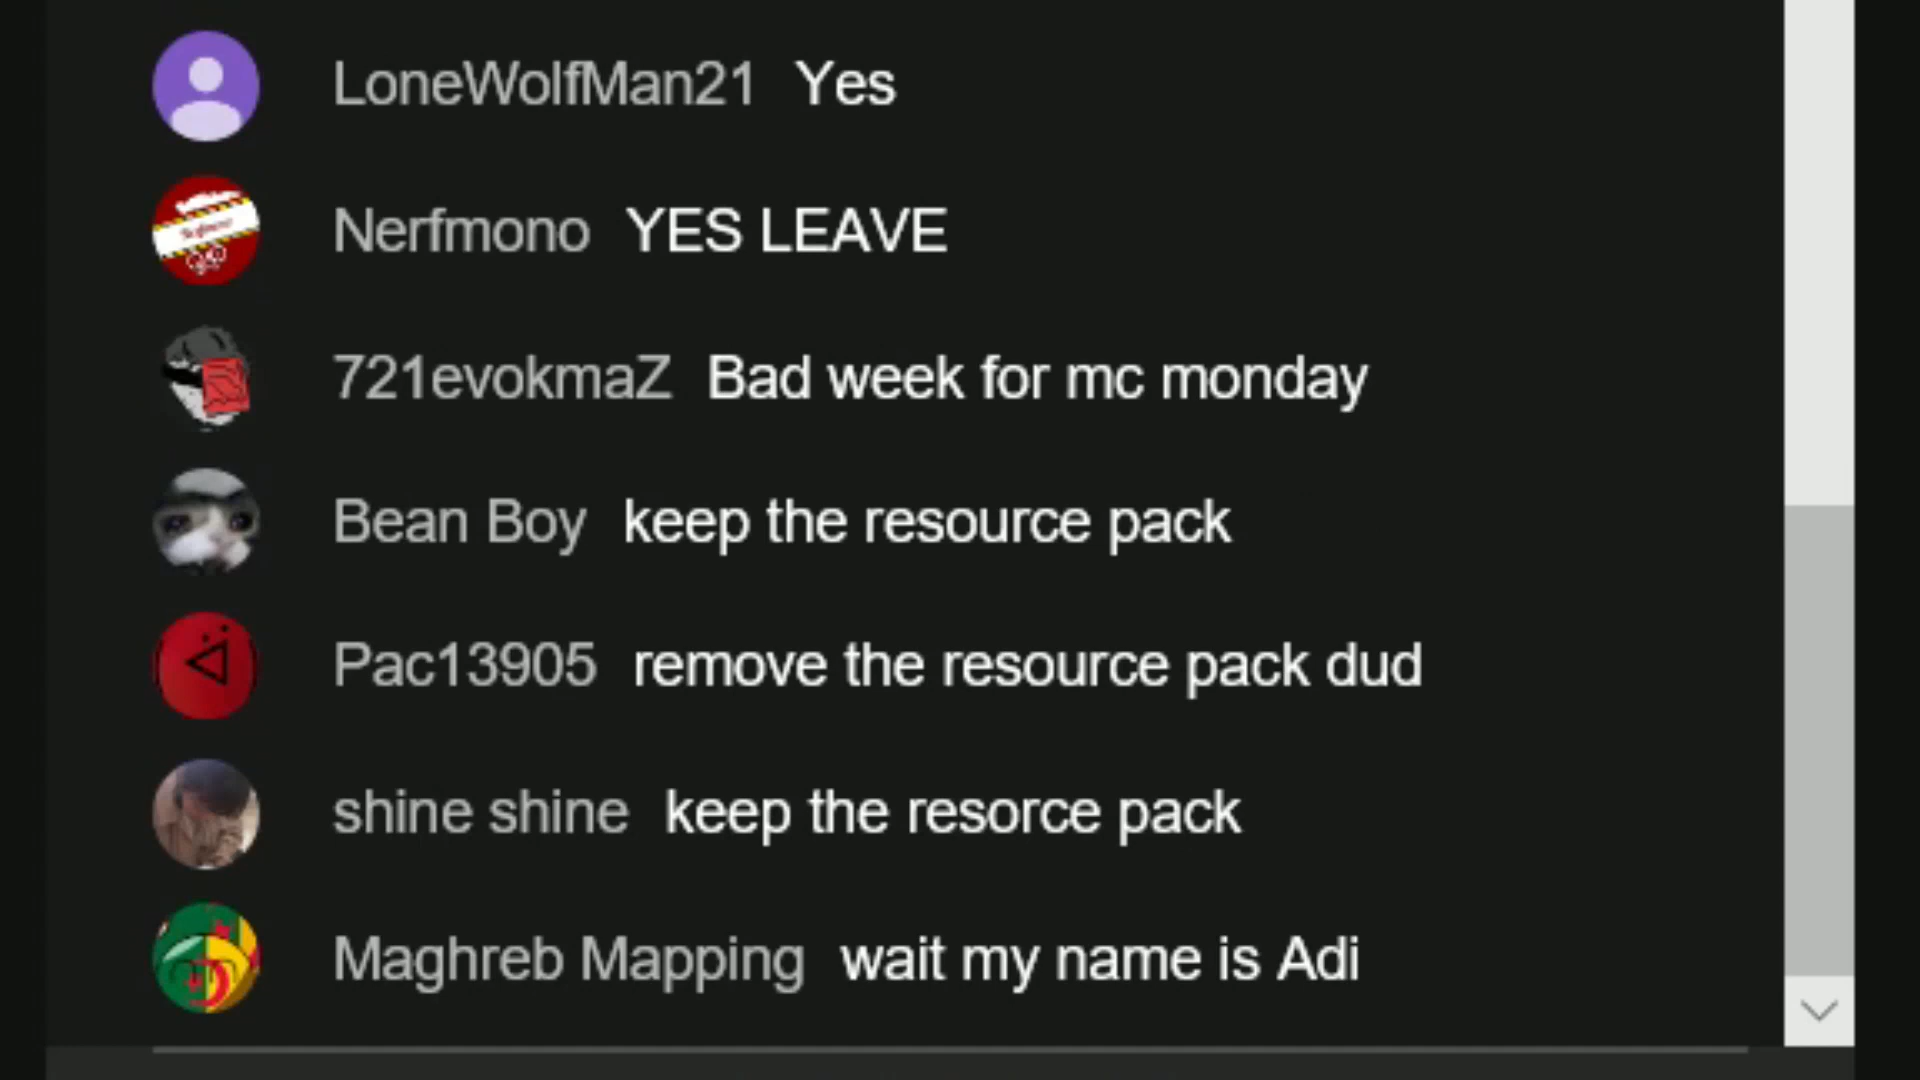 LoneWolfMan21 Yes
Nerfmono YES LEAVE
721evokmaZ Bad week for mc monday
Bean Boy keep the resource pack
Pac13905 remove the resource pack dud
shine shine keep the resorce pack
Maghreb Mapping wait my name is Adi